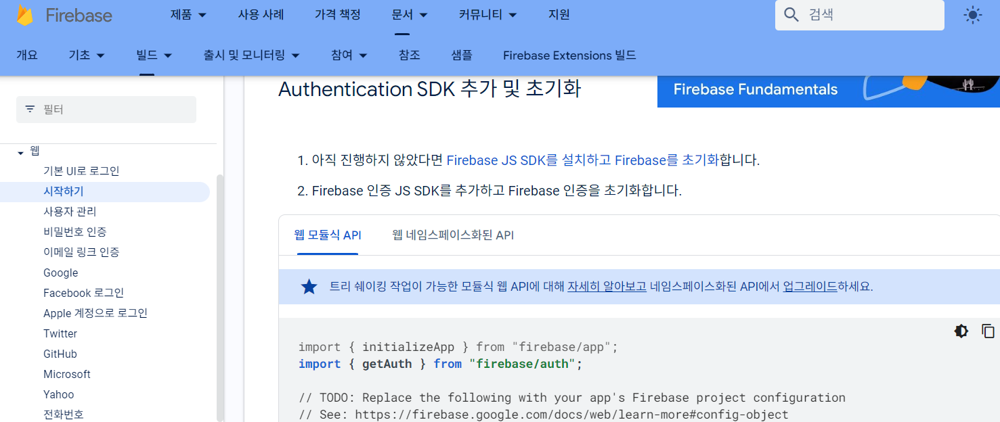 Firebase
제품 사용 사례 가격 책정 문서 커뮤니티 지원
검색
개요 기초 빌드 출시 및 모니터링 참여 참조 샘플 Firebase Extensions 빌드
필터
웹
기본 UI로 로그인
시작하기
사용자 관리
비밀번호 인증
이메일 링크 인증
Google
Facebook 로그인
Apple 계정으로 로그인
Twitter
GitHub
Microsoft
Yahoo
전화번호
Authentication SDK 추가 및 초기화
Firebase Fundamentals
1. 아직 진행하지 않았다면 Firebase JS SDK를 설치하고 Firebase를 초기화합니다.
2. Firebase 인증 JS SDK를 추가하고 Firebase 인증을 초기화합니다.
웹 모듈식 API 웹 네임스페이스화된 API
트리 쉐이킹 작업이 가능한 모듈식 웹 API에 대해 자세히 알아보고 네임스페이스화된 API에서 업그레이드하세요.
import { initializeApp } from "firebase/app";
import { getAuth } from "firebase/auth";
// TODO: Replace the following with your app's Firebase project configuration
// See: https://firebase.google.com/docs/web/learn-more#config-object